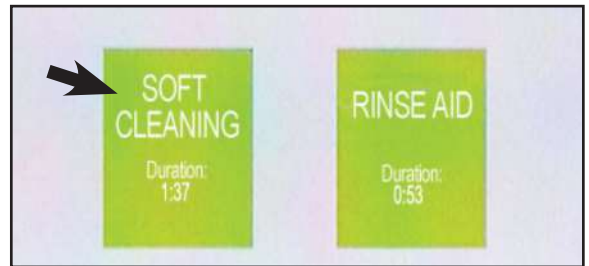 SOFT
CLEANING
Duration:
1:37
RINSE AID
Duration:
0:53